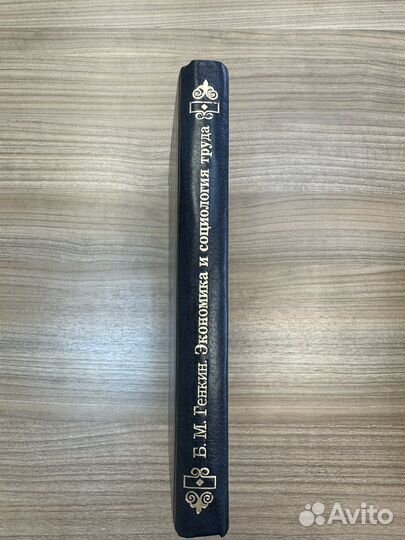 Б. М. Генкин. Экономика и социология труда
Avito